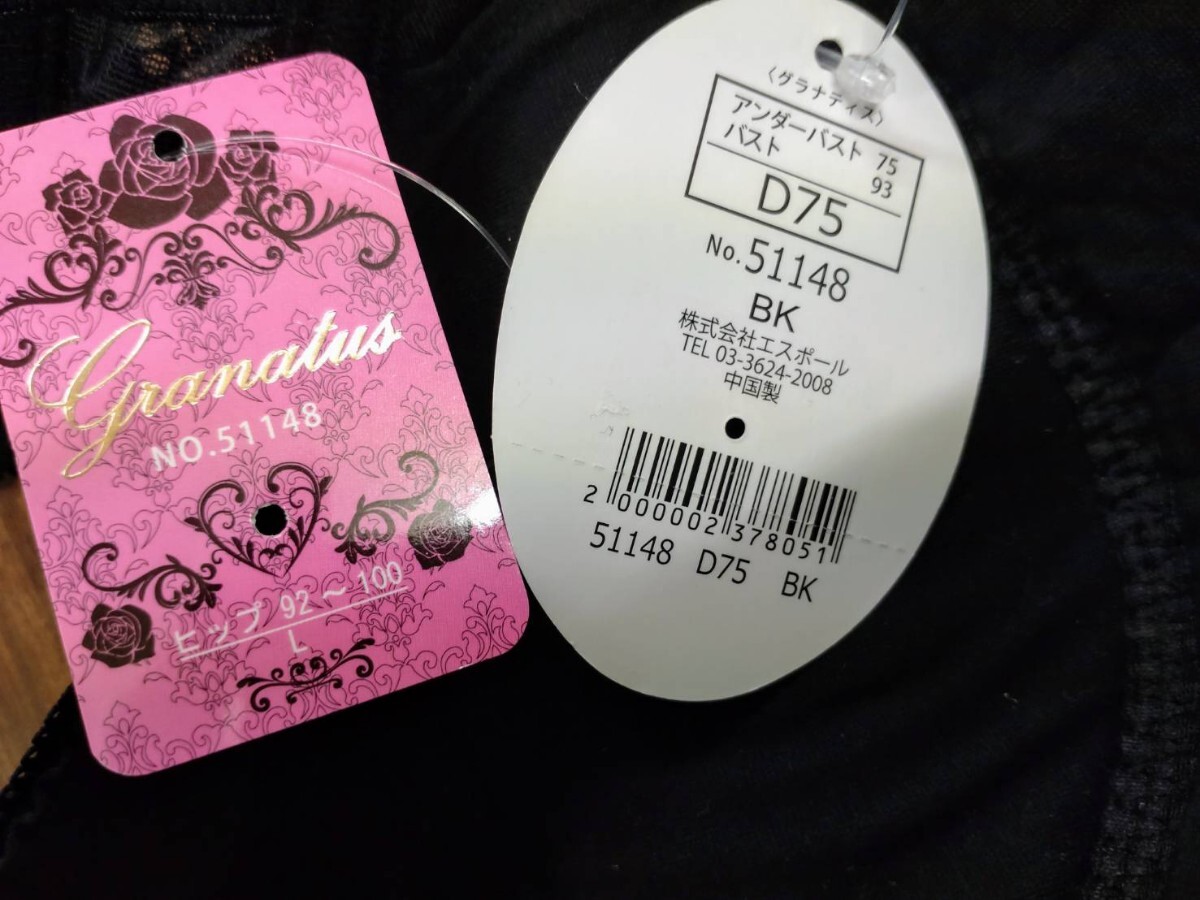 Granatus
NO.51148
ヒップ 92～100
L
〈グラナティス〉
アンダーバスト 75
バスト 93
D75
No.51148
BK
株式会社エスポール
TEL 03-3624-2008
中国製
2 000002 378051
51148 D75 BK